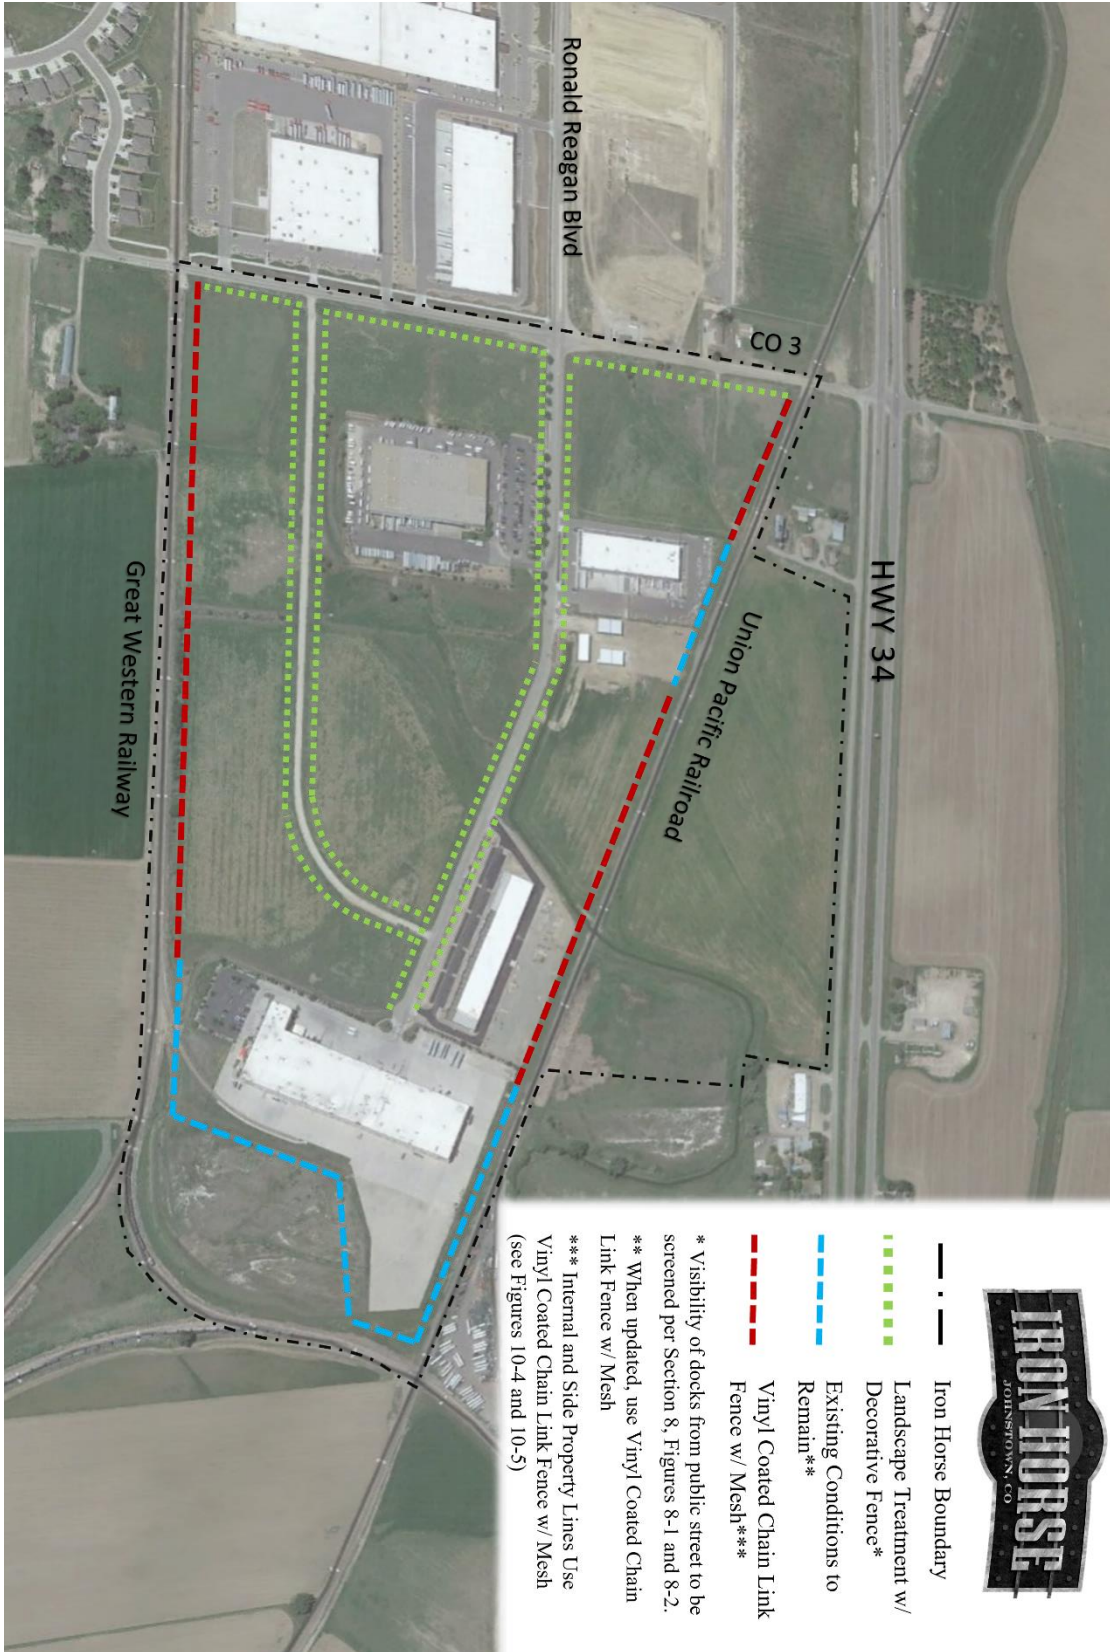 IRON HORSE
JOHNSTOWN, CO
Iron Horse Boundary
Landscape Treatment w/
Decorative Fence*
Existing Conditions to
Remain**
Vinyl Coated Chain Link
Fence w/ Mesh***
* Visibility of docks from public street to be
screened per Section 8, Figures 8-1 and 8-2.
** When updated, use Vinyl Coated Chain
Link Fence w/ Mesh
*** Internal and Side Property Lines Use
Vinyl Coated Chain Link Fence w/ Mesh
(see Figures 10-4 and 10-5)
HWY 34
CO 3
Union Pacific Railroad
Ronald Reagan Blvd
Great Western Railway